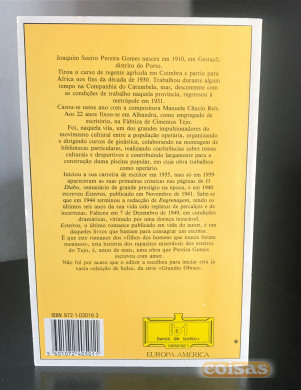 Joaquim Soeiro Pereira Gomes nasceu em 1910, em Gestaçô,
distrito do Porto.
Tirou o curso de regente agrícola em Coimbra e partiu para
África nos fins da década de 1930. Trabalhou durante algum
tempo na Companhia do Catumbela, mas, descontente com
as condições de trabalho naquela província, regressou à
metrópole em 1931.
Casou-se nesse ano com a compositora Manuela Câncio Reis.
Aos 22 anos fixou-se em Alhandra, como empregado de
escritório, na Fábrica de Cimentos Tejo.
Foi, naquela vila, um dos grandes impulsionadores do
movimento cultural entre a população operária, organizando
e dirigindo cursos de ginástica, colaborando na montagem de
bibliotecas particulares, realizando conferências sobre temas
culturais e desportivos e contribuindo largamente para a
construção duma piscina popular, em cuja obra trabalhou
como operário.
Iniciou a sua carreira de escritor em 1935, mas só em 1939
apareceram as suas primeiras crónicas nas páginas de O
Diabo, semanário de grande prestígio na época, e em 1940
escreveu Esteiros, publicado em Novembro de 1941. Sabe-se
que em 1944 terminou a redacção de Engrenagem, tendo os
últimos seis anos da sua vida sido repletos de percalços e de
incertezas. Faleceu em 7 de Dezembro de 1949, em condições
dramáticas, vitimado por uma doença incurável.
Esteiros, o último romance publicado em vida do autor, é um
daqueles livros que bastam para consagrar um escritor.
É que este romance dos «filhos dos homens que nunca foram
meninos», esta história dos rapazitos miseráveis dos esteiros
do Tejo, é, antes de mais, uma obra que Pereira Gomes
escreveu com amor.
Não foi por acaso que o editor a escolheu para iniciar esta já
vasta colecção de bolso, da série «Grandes Obras».
ISBN: 972-1-03019-2
5601072405011
livros de bolso
EUROPA-AMÉRICA
coisas